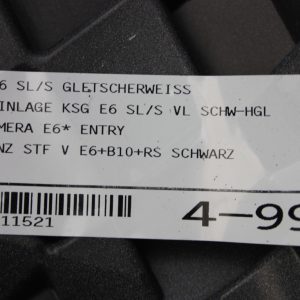 6 SL/S GLETSCHERWEISS
INLAGE KSG E6 SL/S VL SCHW-HGL
MERA E6* ENTRY
NZ STF V E6+B10+RS SCHWARZ
11521
4-99